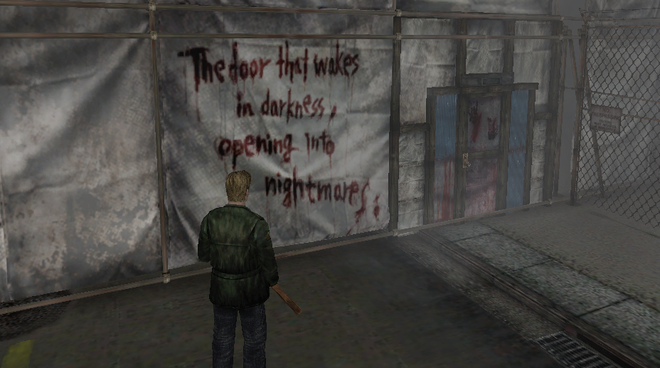 "The door that wakes
in darkness,
opening into
nightmares."